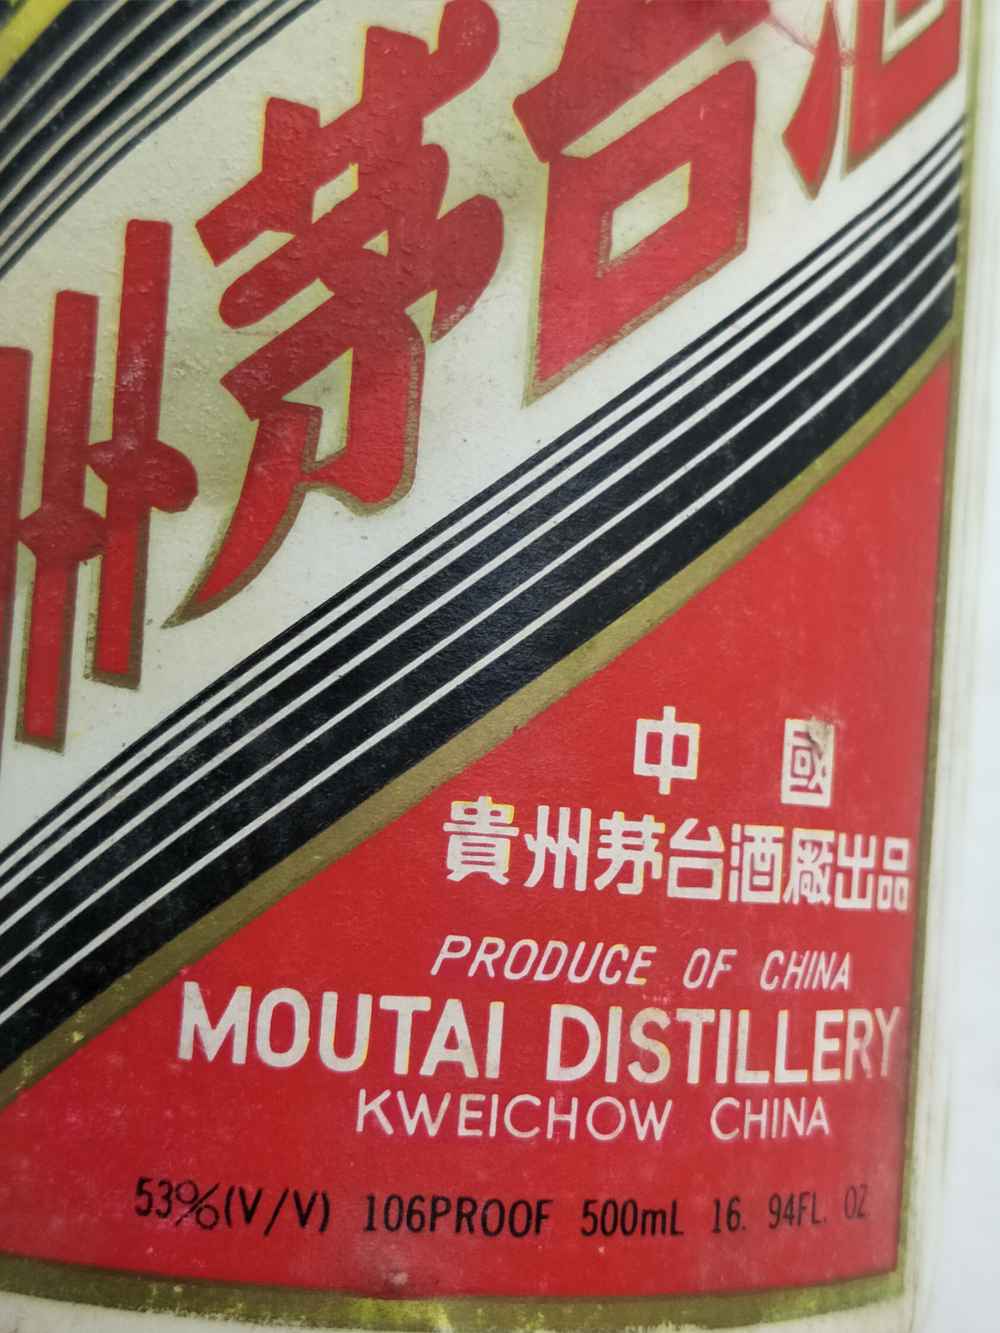 州茅台酒
中國
貴州茅台酒廠出品
PRODUCE OF CHINA
MOUTAI DISTILLERY
KWEICHOW CHINA
53%(V/V) 106PROOF 500mL 16. 94FL. OZ